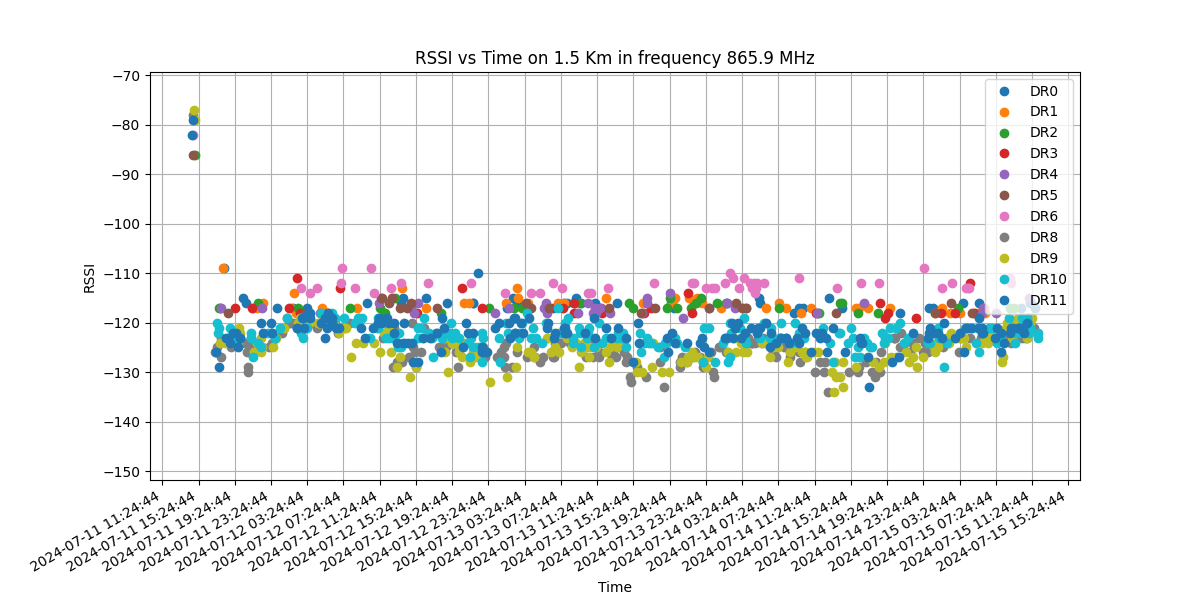 RSSI vs Time on 1.5 Km in frequency 865.9 MHz
−70
−80
−90
−100
−110
−120
−130
−140
−150
RSSI
DR0
DR1
DR2
DR3
DR4
DR5
DR6
DR8
DR9
DR10
DR11
2024-07-11 11:24:44
2024-07-11 15:24:44
2024-07-11 19:24:44
2024-07-11 23:24:44
2024-07-12 03:24:44
2024-07-12 07:24:44
2024-07-12 11:24:44
2024-07-12 15:24:44
2024-07-12 19:24:44
2024-07-12 23:24:44
2024-07-13 03:24:44
2024-07-13 07:24:44
2024-07-13 11:24:44
2024-07-13 15:24:44
2024-07-13 19:24:44
2024-07-13 23:24:44
2024-07-14 03:24:44
2024-07-14 07:24:44
2024-07-14 11:24:44
2024-07-14 15:24:44
2024-07-14 19:24:44
2024-07-14 23:24:44
2024-07-15 03:24:44
2024-07-15 07:24:44
2024-07-15 11:24:44
2024-07-15 15:24:44
Time